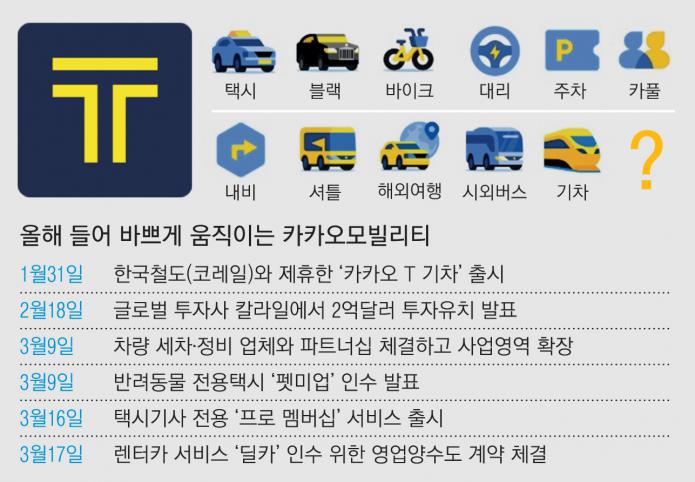 택시 블랙 바이크 대리 주차 카풀
내비 셔틀 해외여행 시외버스 기차 ?
올해 들어 바쁘게 움직이는 카카오모빌리티
1월31일 한국철도(코레일)와 제휴한 ‘카카오 T 기차’ 출시
2월18일 글로벌 투자사 칼라일에서 2억달러 투자유치 발표
3월9일 차량 세차·정비 업체와 파트너십 체결하고 사업영역 확장
3월9일 반려동물 전용택시 ‘펫미업’ 인수 발표
3월16일 택시기사 전용 ‘프로 멤버십’ 서비스 출시
3월17일 렌터카 서비스 ‘딜카’ 인수 위한 영업양수도 계약 체결